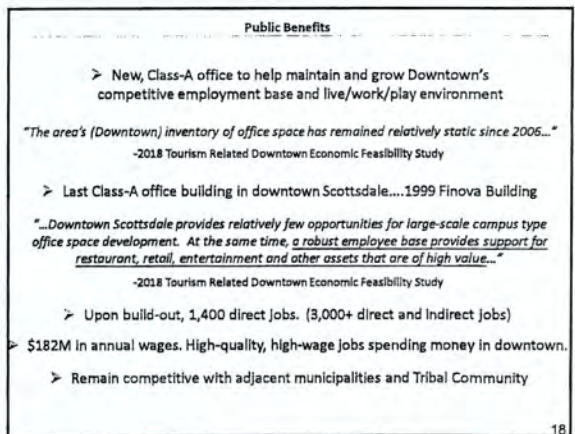 Public Benefits
➢ New, Class-A office to help maintain and grow Downtown's
competitive employment base and live/work/play environment
"The area's (Downtown) inventory of office space has remained relatively static since 2006..."
-2018 Tourism Related Downtown Economic Feasibility Study
➢ Last Class-A office building in downtown Scottsdale....1999 Finova Building
"...Downtown Scottsdale provides relatively few opportunities for large-scale campus type
office space development. At the same time, a robust employee base provides support for
restaurant, retail, entertainment and other assets that are of high value..."
-2018 Tourism Related Downtown Economic Feasibility Study
➢ Upon build-out, 1,400 direct jobs. (3,000+ direct and Indirect jobs)
➢ $182M in annual wages. High-quality, high-wage jobs spending money in downtown.
➢ Remain competitive with adjacent municipalities and Tribal Community
18